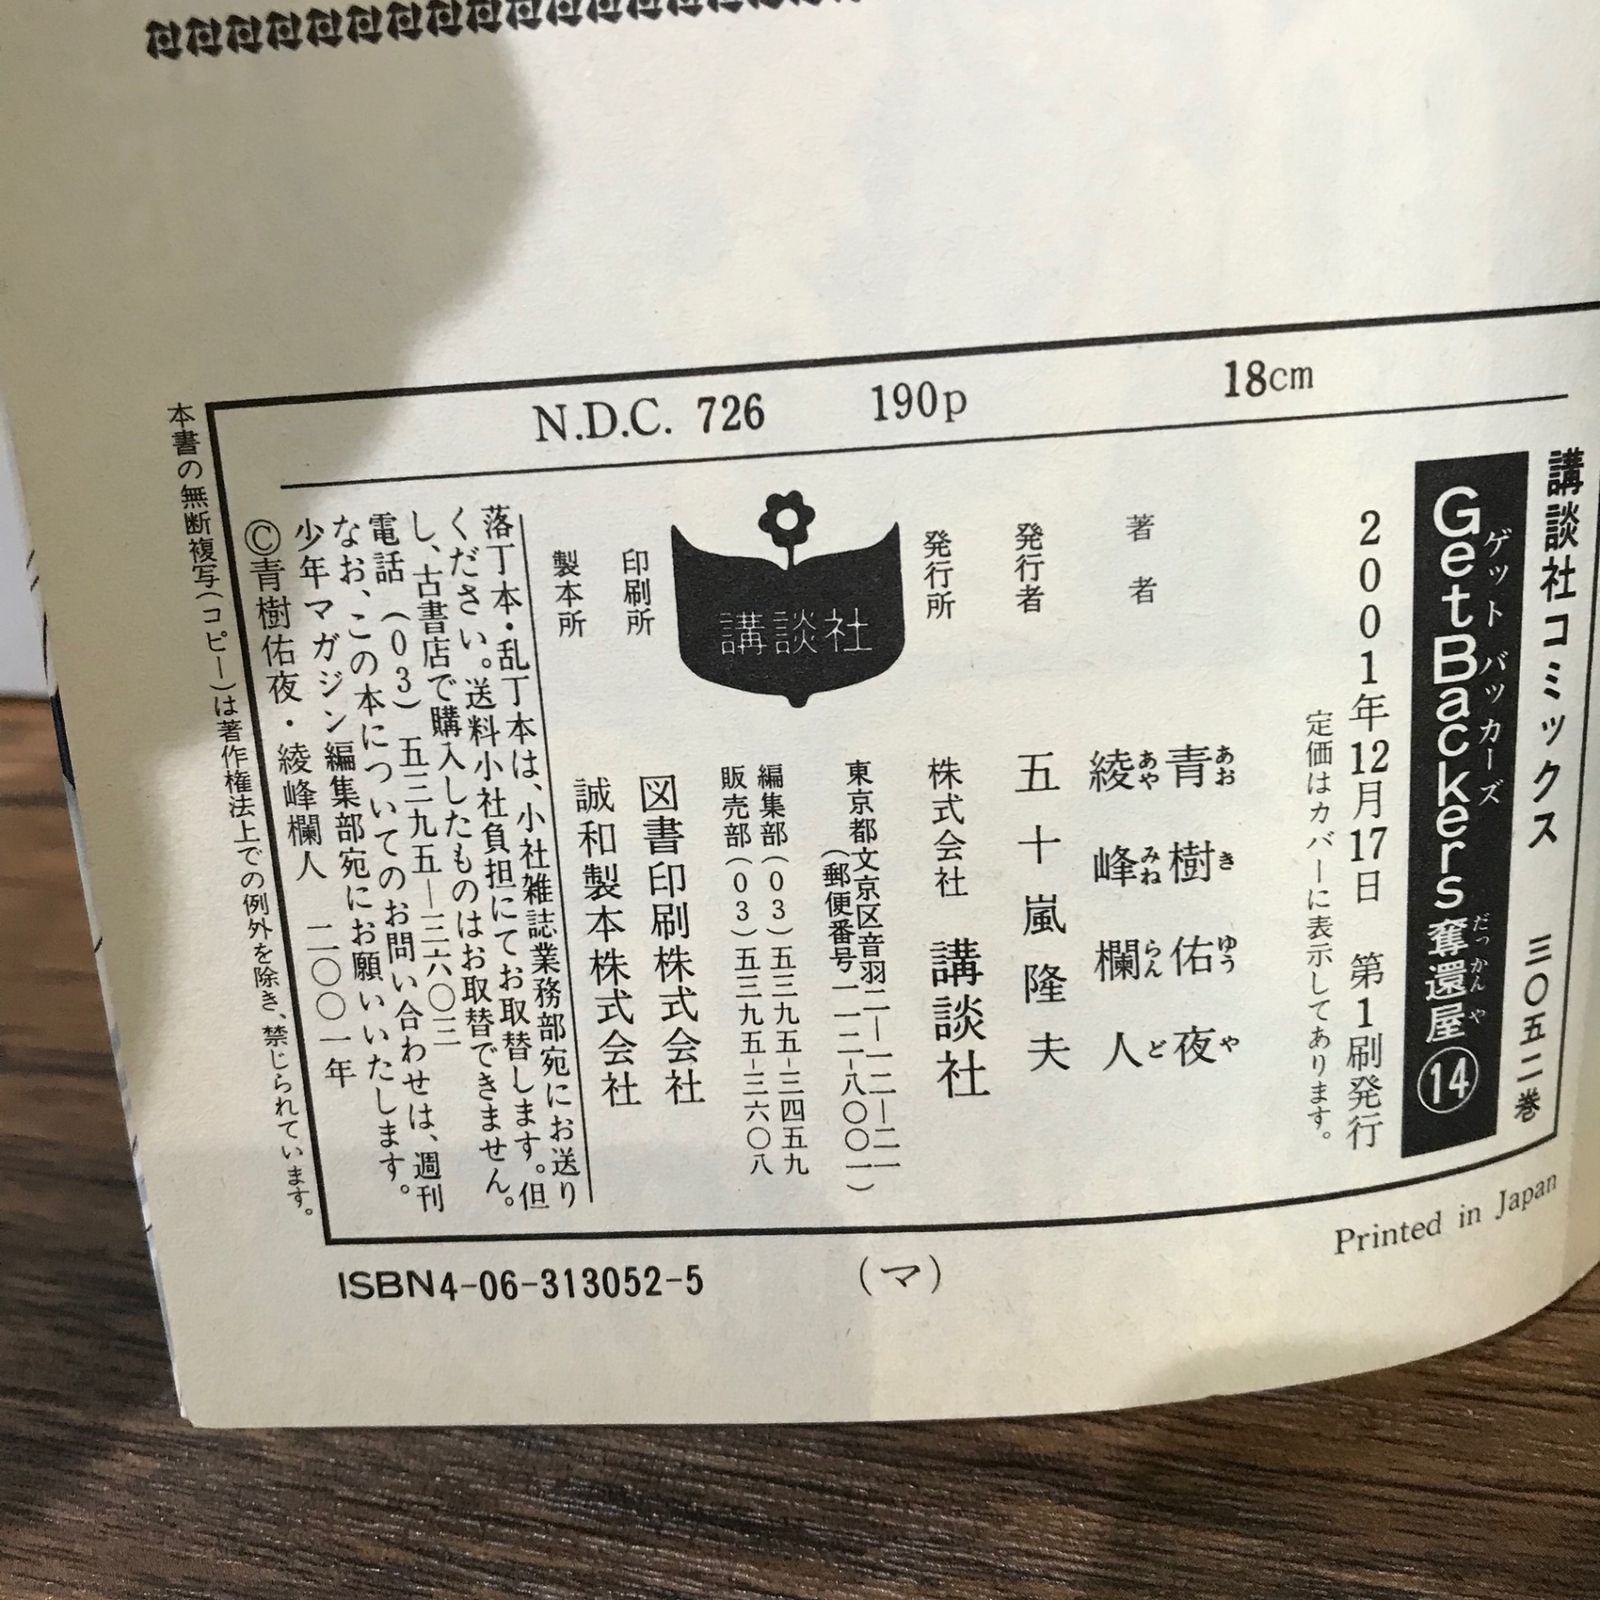 N.D.C. 726 190p 18cm
講談社コミックス 三〇五二巻
ゲットバッカーズ だっかんや
GetBackers奪還屋⑭
2001年12月17日 第1刷発行
定価はカバーに表示してあります。
著者
あおきゆうや
青樹佑夜
あやみねらんど
綾峰欄人
発行者 五十嵐隆夫
発行所 株式会社 講談社
東京都文京区音羽二-一二-二一
(郵便番号一一二-八〇〇一)
編集部(03)五三九五-三四五九
販売部(03)五三九五-三六〇八
講談社
印刷所 図書印刷株式会社
製本所 誠和製本株式会社
落丁本・乱丁本は、小社雑誌業務部宛にお送り
ください。送料小社負担にてお取替します。但
し、古書店で購入したものはお取替できません。
電話 (03) 五三九五-三六〇三
なお、この本についてのお問い合わせは、週刊
少年マガジン編集部宛にお願いいたします。
©青樹佑夜・綾峰欄人 二〇〇一年
本書の無断複写(コピー)は著作権法上での例外を除き、禁じられています。
Printed in Japan
ISBN4-06-313052-5 (マ)